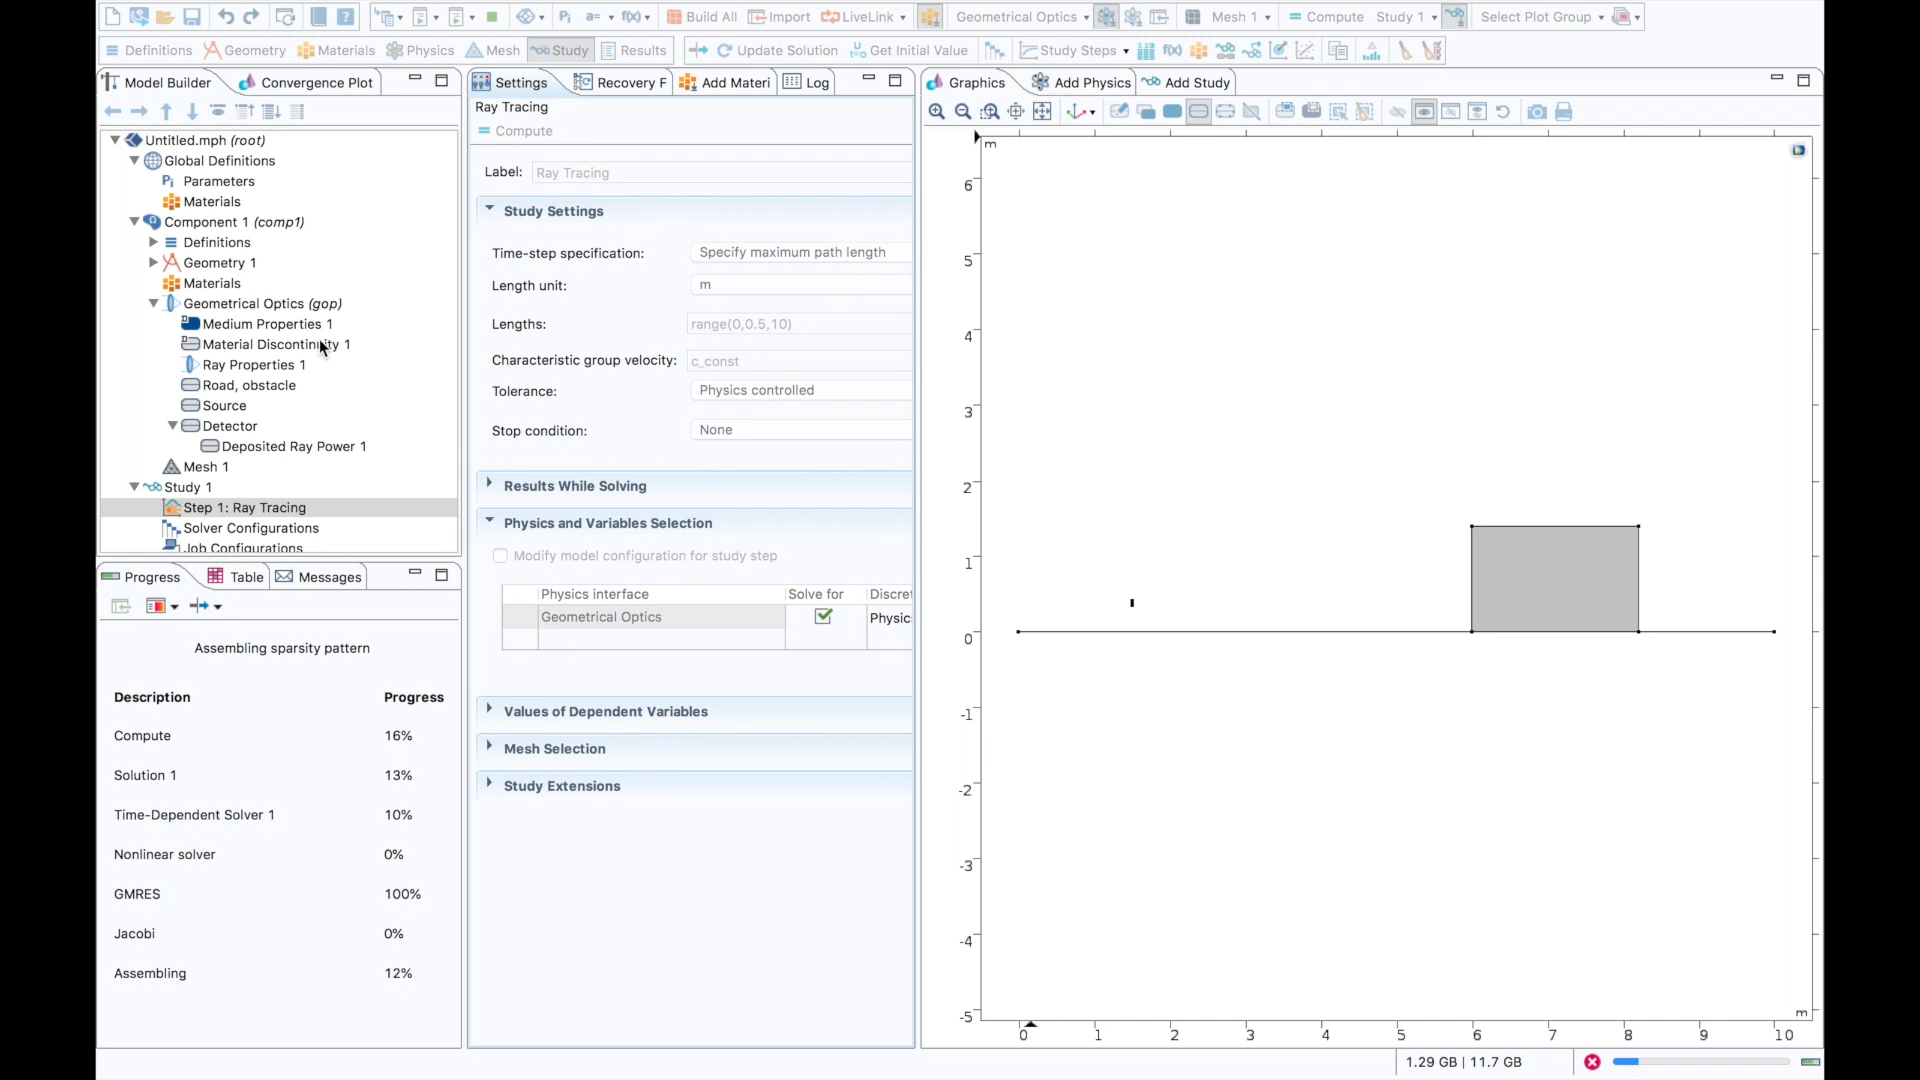 Build All Import LiveLink Geometrical Optics Mesh 1 Compute Study 1 Select Plot Group
Pi a= f(x)
Definitions Geometry Materials Physics Mesh Study Results Update Solution Get Initial Value Study Steps f(x)
Model Builder Convergence Plot
Untitled.mph (root)
Global Definitions
Pi Parameters
Materials
Component 1 (comp1)
Definitions
Geometry 1
Materials
Geometrical Optics (gop)
Medium Properties 1
Material Discontinuity 1
Ray Properties 1
Road, obstacle
Source
Detector
Deposited Ray Power 1
Mesh 1
Study 1
Step 1: Ray Tracing
Solver Configurations
Job Configurations
Progress Table Messages
Assembling sparsity pattern
Description Progress
Compute 16%
Solution 1 13%
Time-Dependent Solver 1 10%
Nonlinear solver 0%
GMRES 100%
Jacobi 0%
Assembling 12%
Settings Recovery F Add Materi Log
Ray Tracing
= Compute
Label: Ray Tracing
Study Settings
Time-step specification: Specify maximum path length
Length unit: m
Lengths: range(0,0.5,10)
Characteristic group velocity: c_const
Tolerance: Physics controlled
Stop condition: None
Results While Solving
Physics and Variables Selection
Modify model configuration for study step
Physics interface Solve for Discret
Geometrical Optics Physic
Values of Dependent Variables
Mesh Selection
Study Extensions
Graphics Add Physics Add Study
m
6
5
4
3
2
1
0
-1
-2
-3
-4
-5
m
0 1 2 3 4 5 6 7 8 9 10
1.29 GB | 11.7 GB